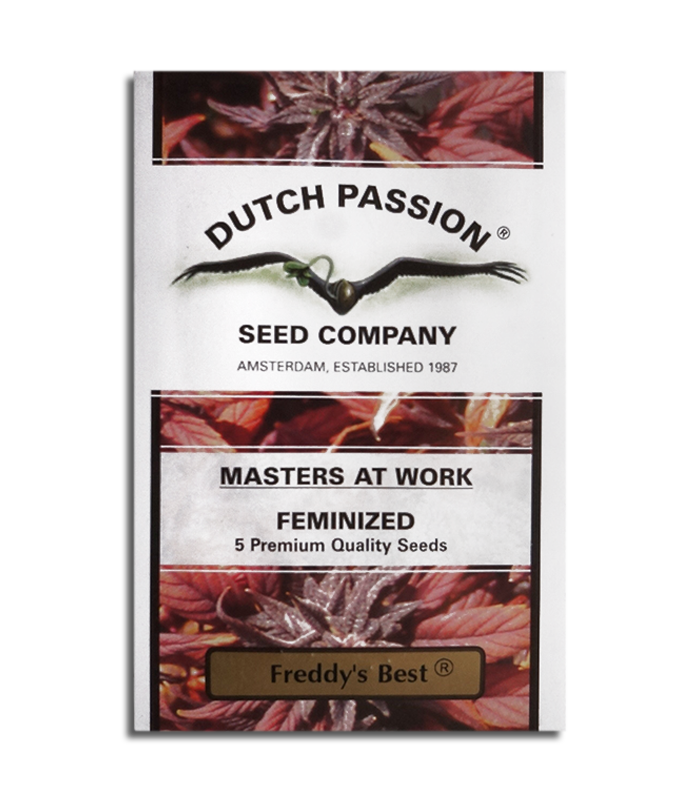 DUTCH PASSION®
SEED COMPANY
AMSTERDAM, ESTABLISHED 1987
MASTERS AT WORK
FEMINIZED
5 Premium Quality Seeds
Freddy's Best ®